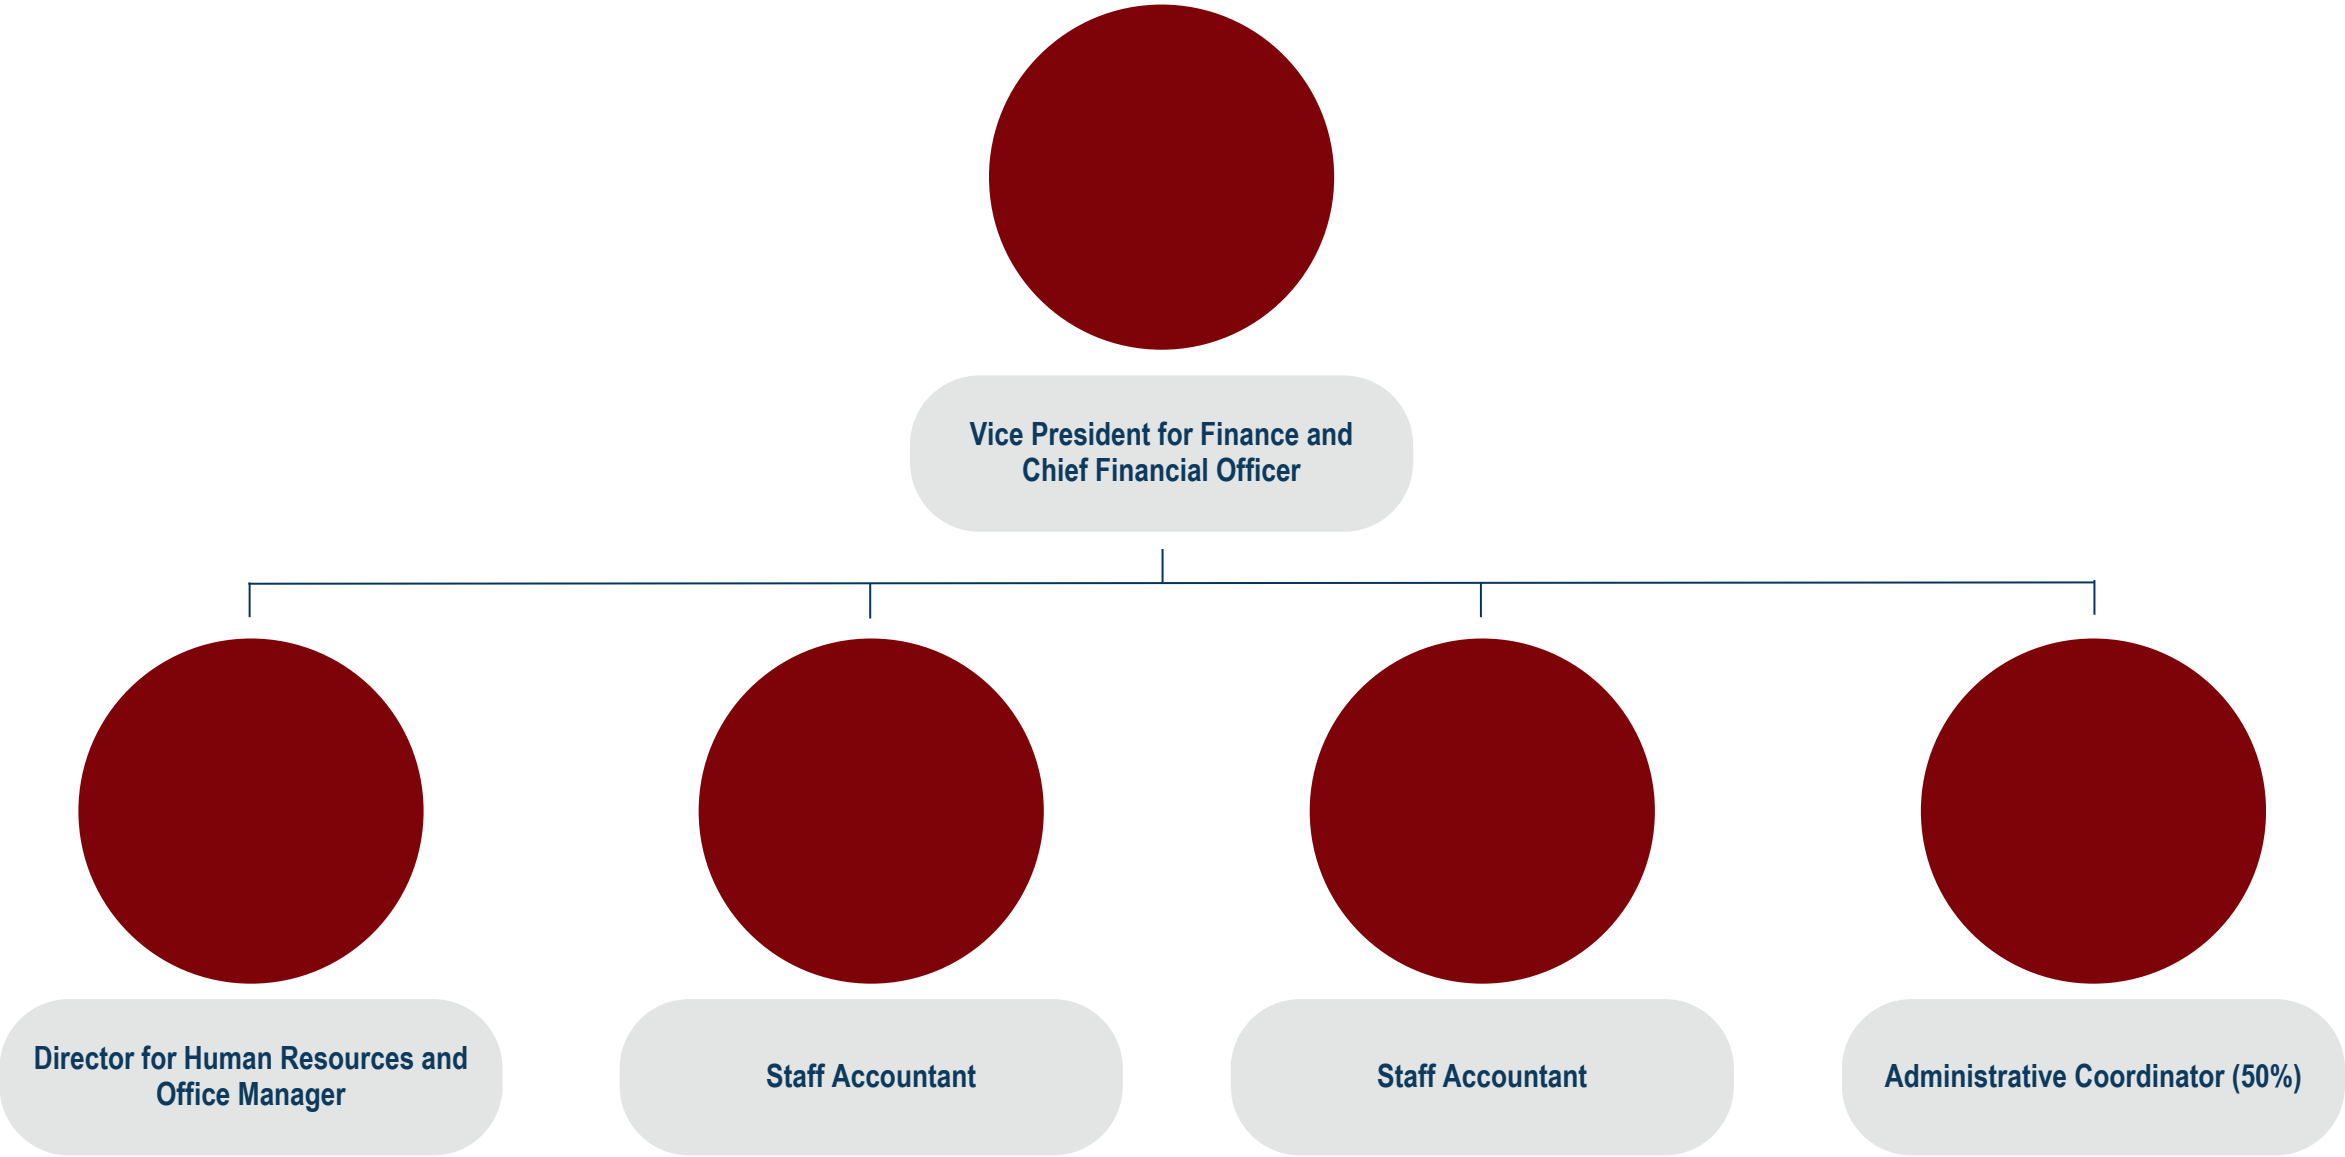 Vice President for Finance and
Chief Financial Officer
Director for Human Resources and
Office Manager
Staff Accountant
Staff Accountant
Administrative Coordinator (50%)